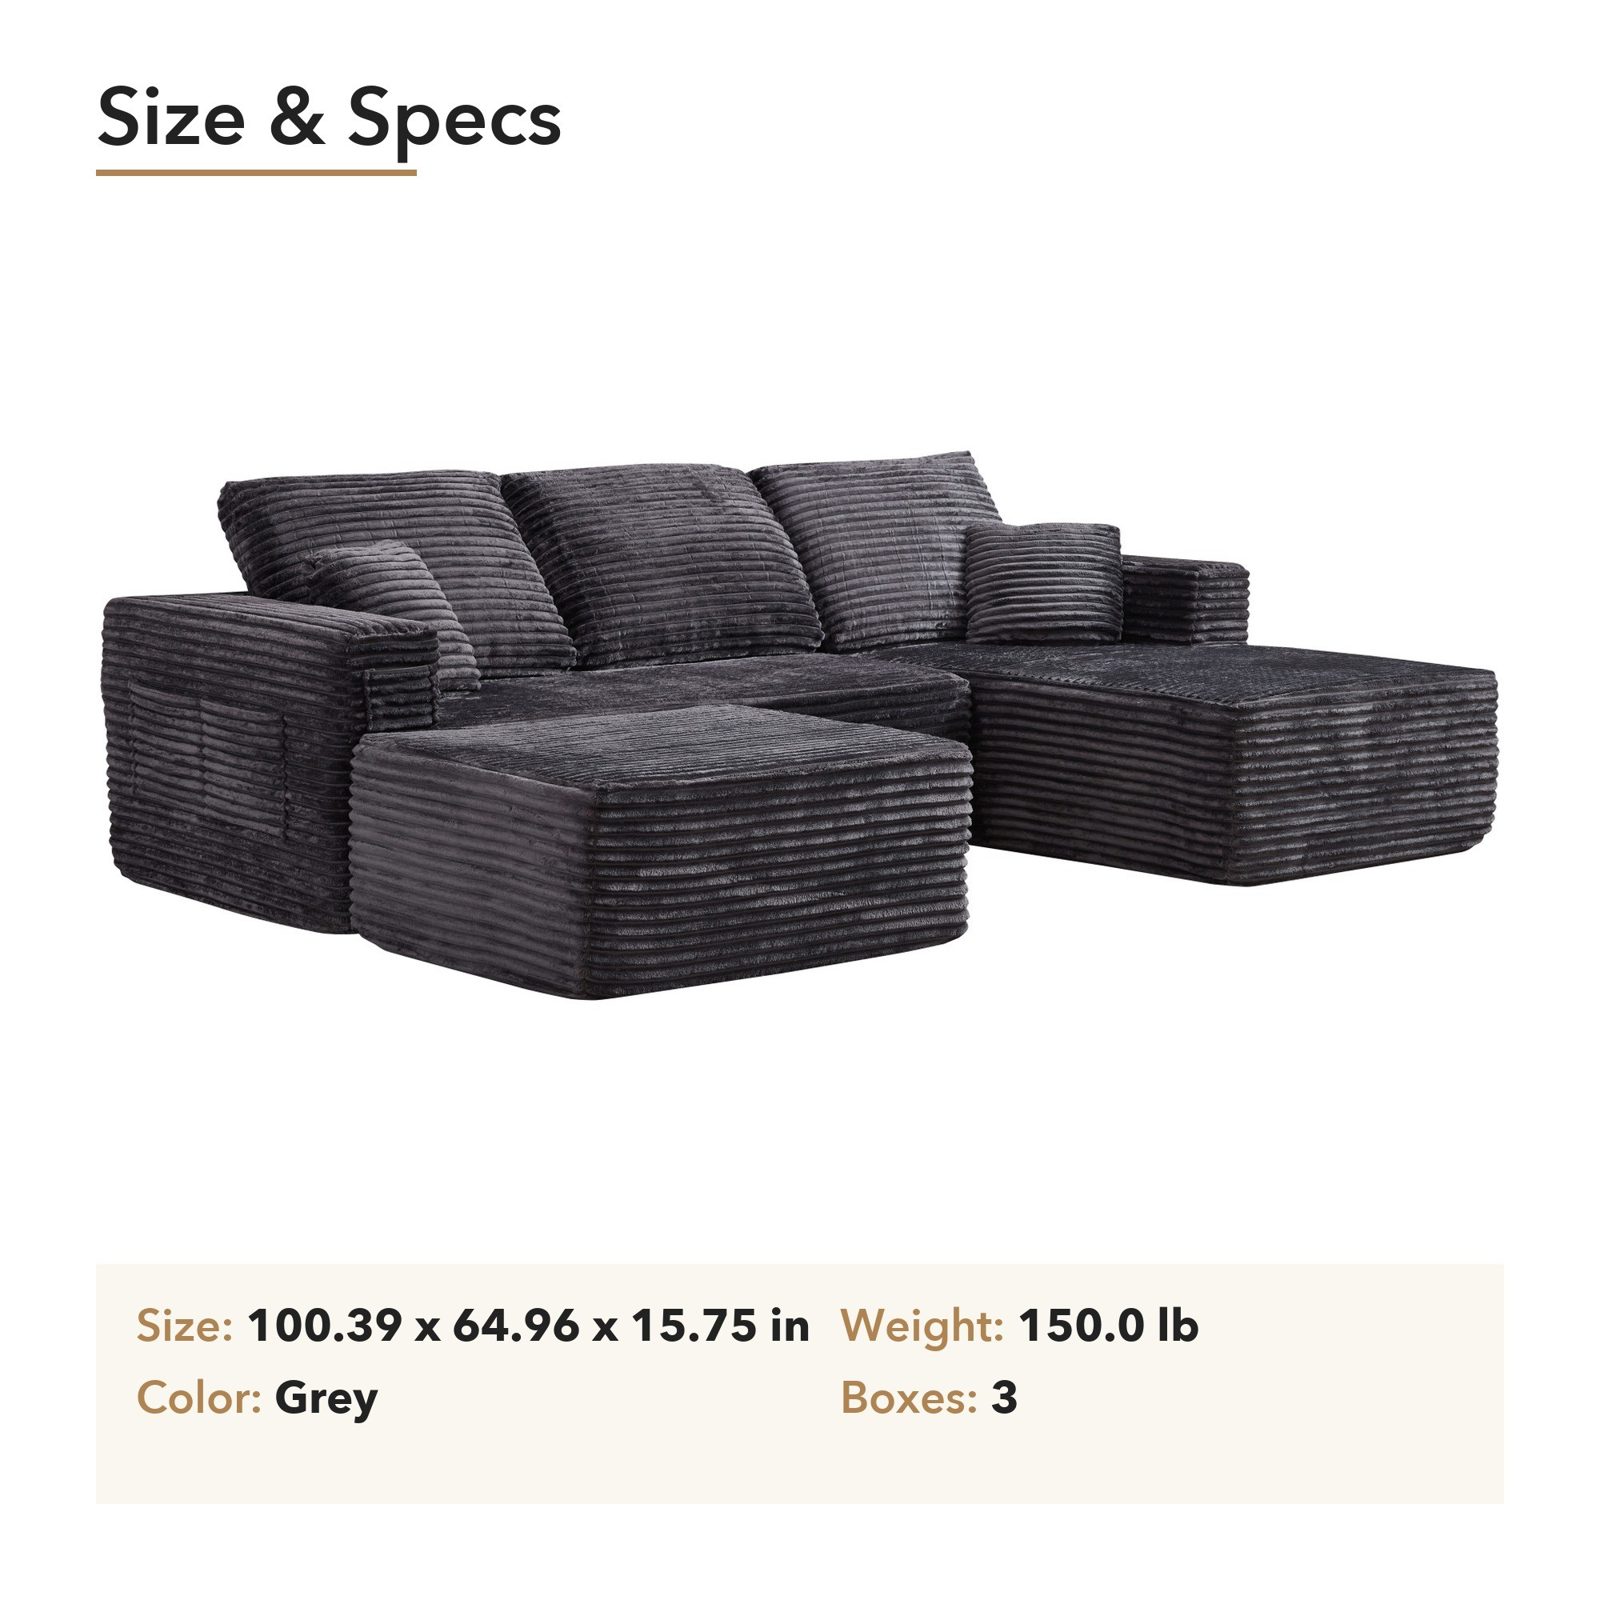 Size & Specs
Size: 100.39 x 64.96 x 15.75 in Weight: 150.0 lb
Color: Grey Boxes: 3